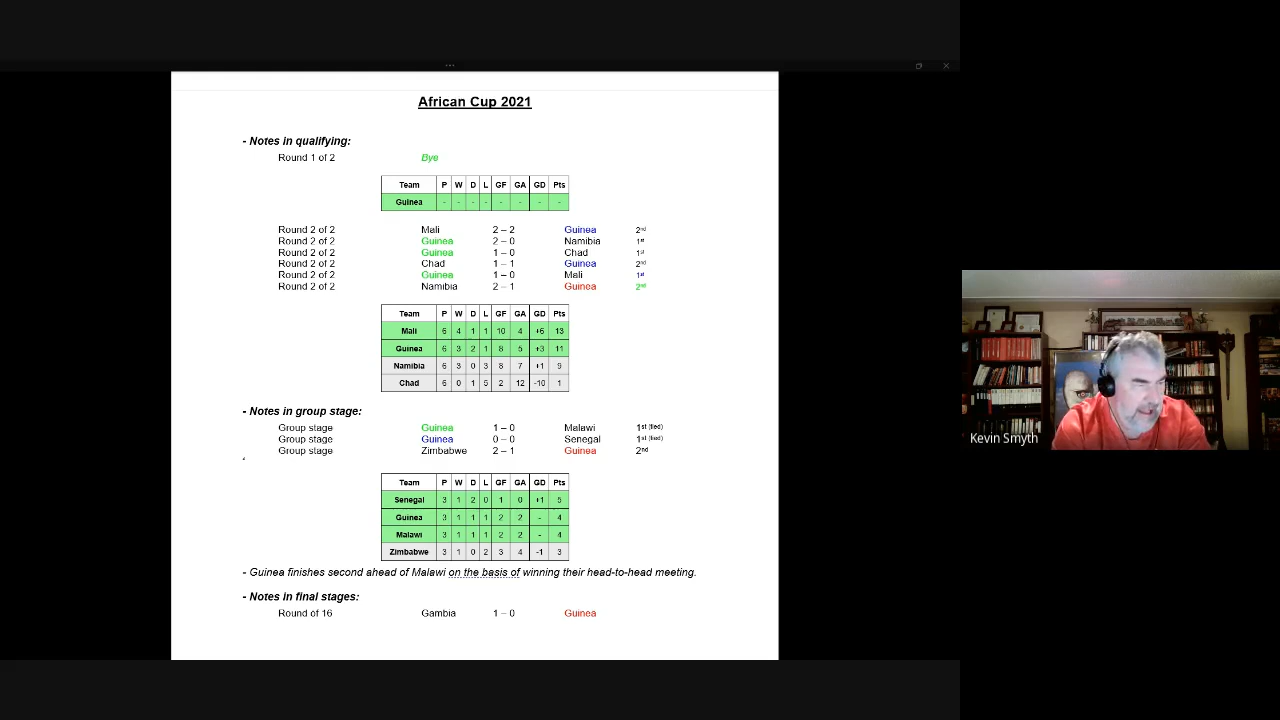 African Cup 2021
- Notes in qualifying:
Round 1 of 2 Bye
Team P W D L GF GA GD Pts
Guinea - - - - - - - -
Round 2 of 2 Mali 2 – 2 Guinea 2nd
Round 2 of 2 Guinea 2 – 0 Namibia 1st
Round 2 of 2 Guinea 1 – 0 Chad 1st
Round 2 of 2 Chad 1 – 1 Guinea 2nd
Round 2 of 2 Guinea 1 – 0 Mali 1st
Round 2 of 2 Namibia 2 – 1 Guinea 2nd
Team P W D L GF GA GD Pts
Mali 6 4 1 1 10 4 +6 13
Guinea 6 3 2 1 8 5 +3 11
Namibia 6 3 0 3 8 7 +1 9
Chad 6 0 1 5 2 12 -10 1
- Notes in group stage:
Group stage Guinea 1 – 0 Malawi 1st (tied)
Group stage Guinea 0 – 0 Senegal 1st (tied)
Group stage Zimbabwe 2 – 1 Guinea 2nd
Team P W D L GF GA GD Pts
Senegal 3 1 2 0 1 0 +1 5
Guinea 3 1 1 1 2 2 - 4
Malawi 3 1 1 1 2 2 - 4
Zimbabwe 3 1 0 2 3 4 -1 3
- Guinea finishes second ahead of Malawi on the basis of winning their head-to-head meeting.
- Notes in final stages:
Round of 16 Gambia 1 – 0 Guinea
Kevin Smyth